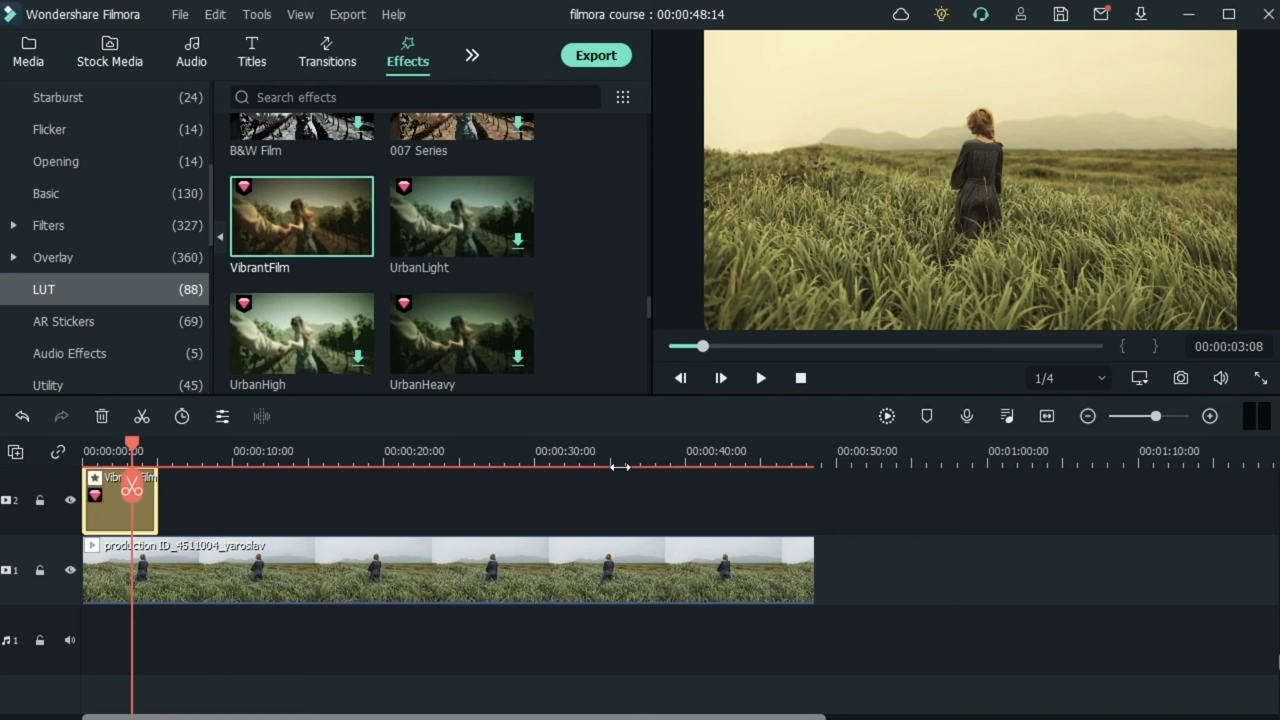 Wondershare Filmora File Edit Tools View Export Help filmora course : 00:00:48:14
Media Stock Media Audio Titles Transitions Effects Export
Starburst (24)
Flicker (14)
Opening (14)
Basic (130)
Filters (327)
Overlay (360)
LUT (88)
AR Stickers (69)
Audio Effects (5)
Utility (45)
Search effects
B&W Film 007 Series
VibrantFilm UrbanLight
UrbanHigh UrbanHeavy
{ } 00:00:03:08
1/4
00:00:00:00 00:00:10:00 00:00:20:00 00:00:30:00 00:00:40:00 00:00:50:00 00:01:00:00 00:01:10:00
2
1 production ID_4511004_yaroslav
1